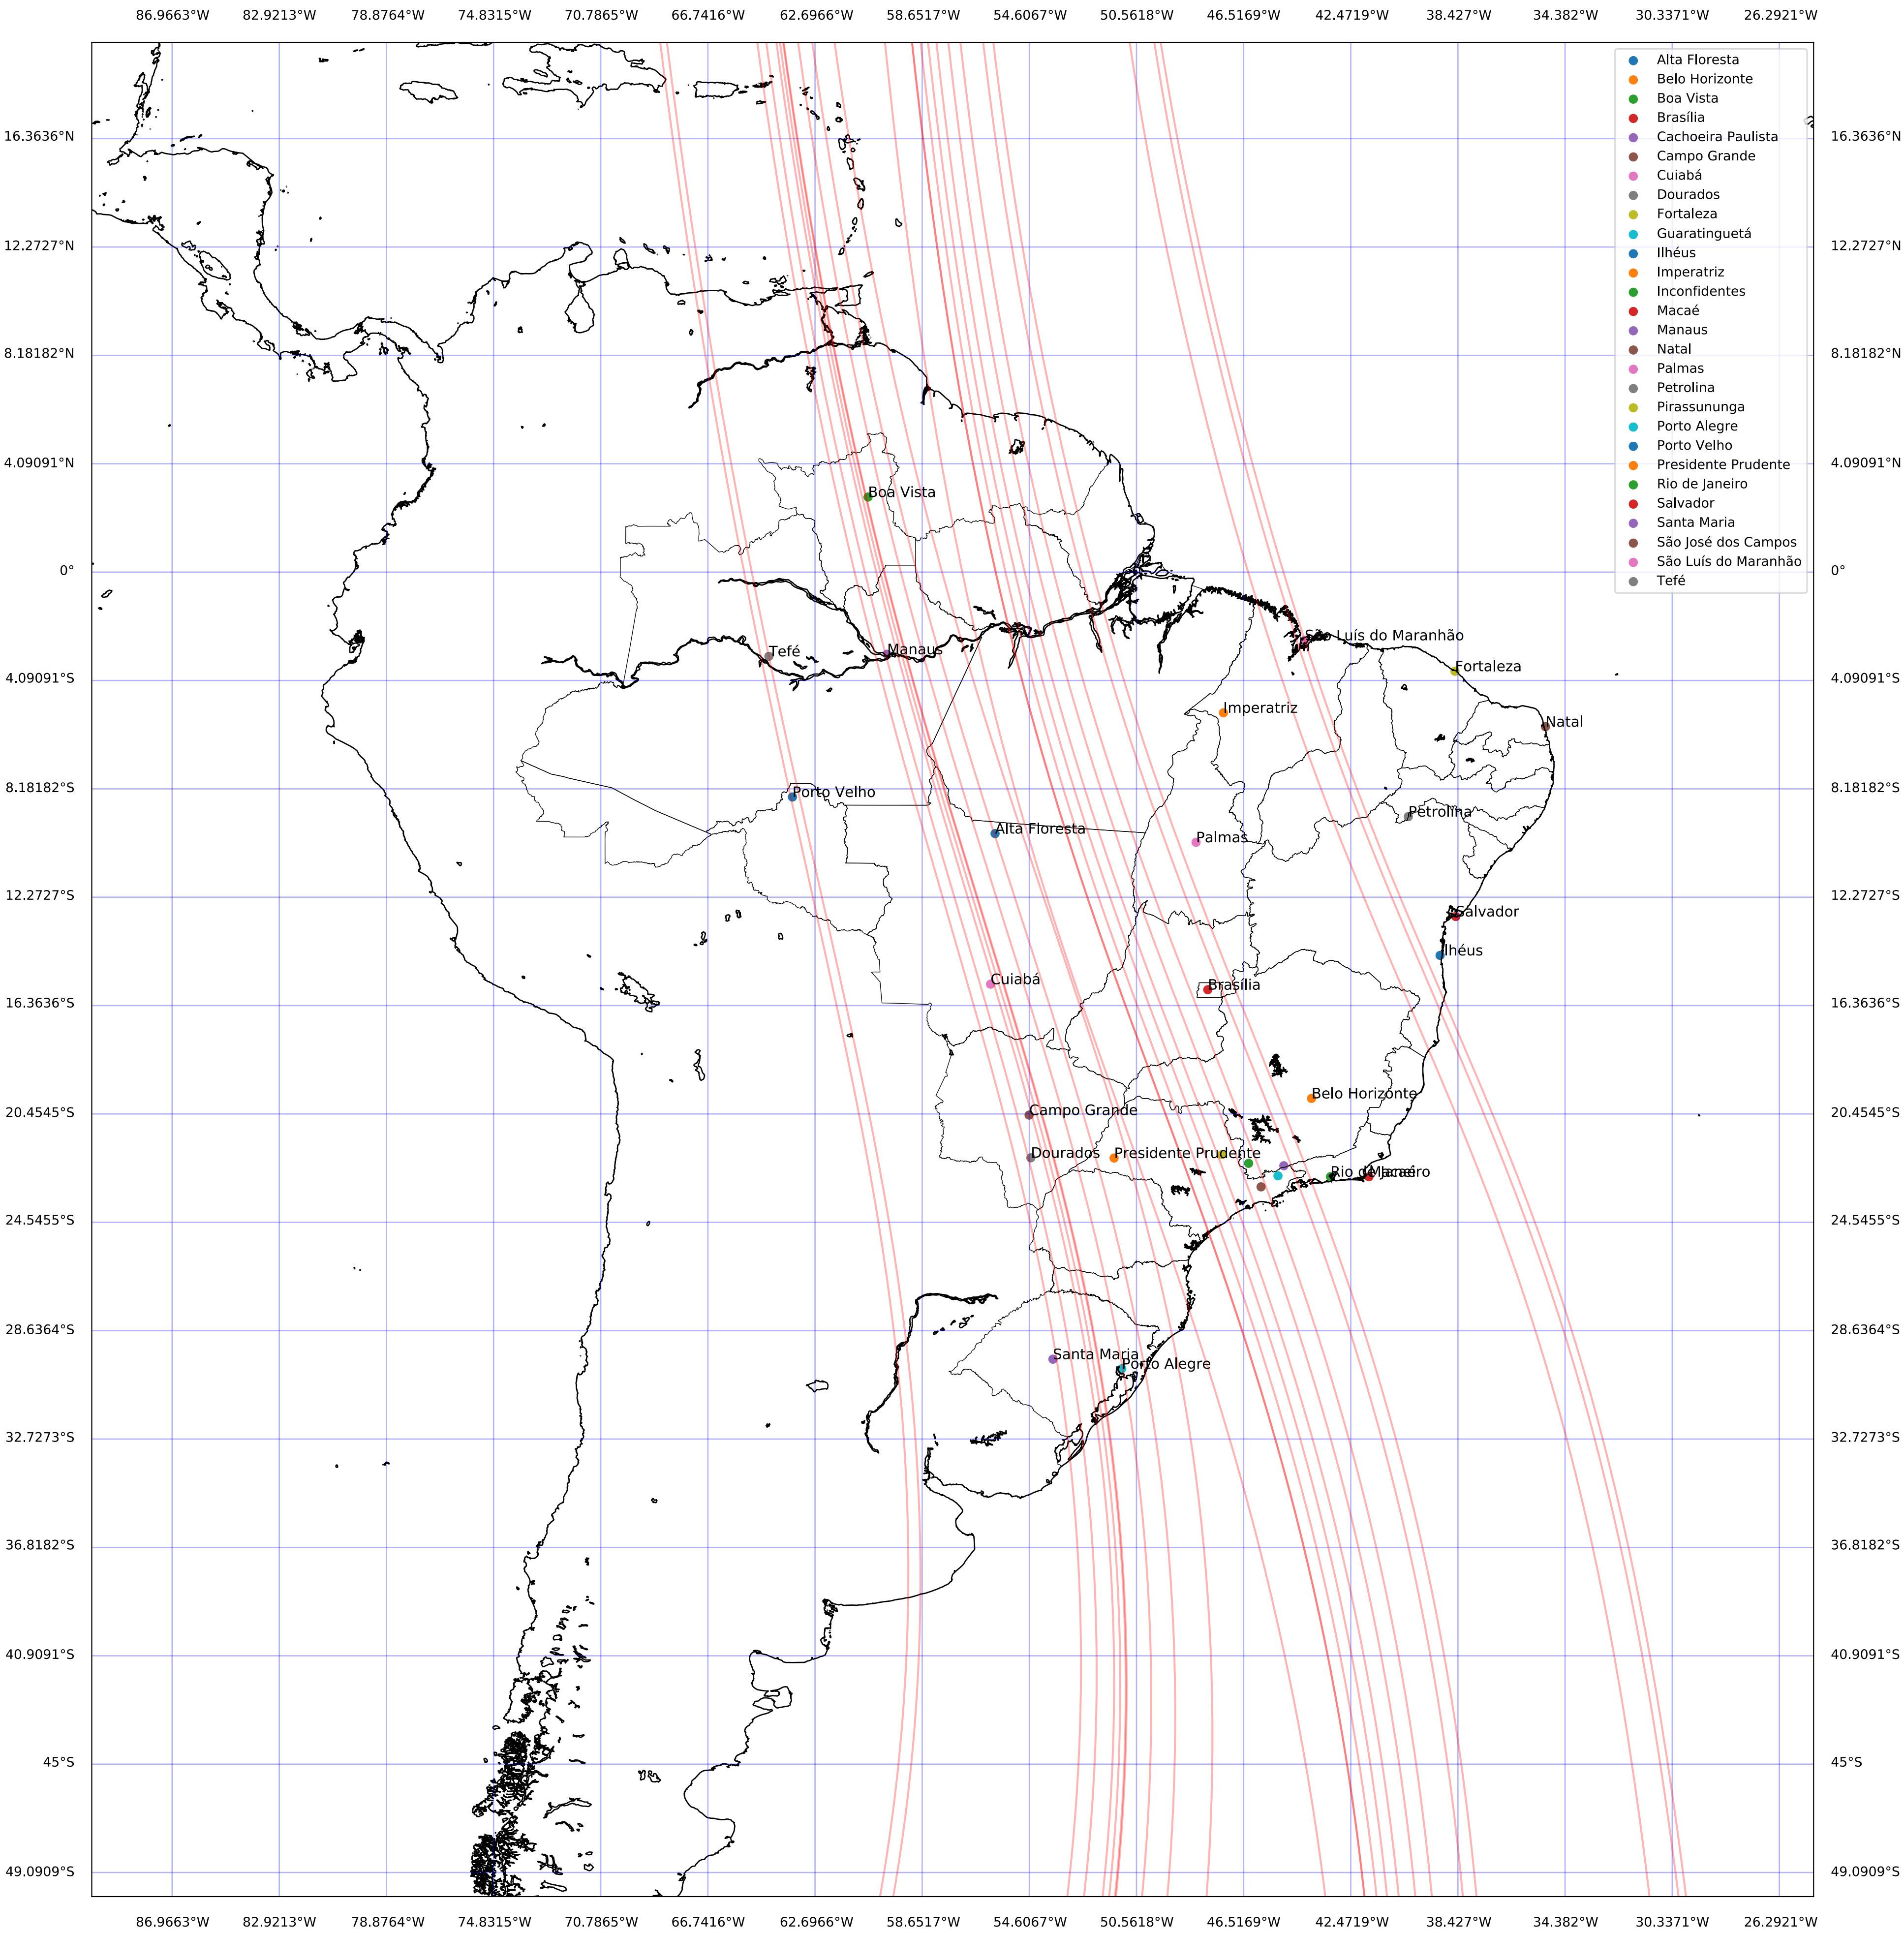 86.9663°W 82.9213°W 78.8764°W 74.8315°W 70.7865°W 66.7416°W 62.6966°W 58.6517°W 54.6067°W 50.5618°W 46.5169°W 42.4719°W 38.427°W 34.382°W 30.3371°W 26.2921°W
Alta Floresta
Belo Horizonte
Boa Vista
Brasília
Cachoeira Paulista
Campo Grande
Cuiabá
Dourados
Fortaleza
Guaratinguetá
Ilhéus
Imperatriz
Inconfidentes
Macaé
Manaus
Natal
Palmas
Petrolina
Pirassununga
Porto Alegre
Porto Velho
Presidente Prudente
Rio de Janeiro
Salvador
Santa Maria
São José dos Campos
São Luís do Maranhão
Tefé
16.3636°N 16.3636°N
12.2727°N 12.2727°N
8.18182°N 8.18182°N
4.09091°N 4.09091°N
Boa Vista
0° 0°
São Luís do Maranhão
Tefé
Manaus
Fortaleza
4.09091°S 4.09091°S
Imperatriz
Natal
8.18182°S 8.18182°S
Porto Velho
Petrolina
Alta Floresta
Palmas
12.2727°S 12.2727°S
Salvador
Ilhéus
Cuiabá
Brasília
16.3636°S 16.3636°S
Belo Horizonte
20.4545°S 20.4545°S
Campo Grande
Dourados
Presidente Prudente
Rio de Janeiro
Macaé
24.5455°S 24.5455°S
28.6364°S 28.6364°S
Santa Maria
Porto Alegre
32.7273°S 32.7273°S
36.8182°S 36.8182°S
40.9091°S 40.9091°S
45°S 45°S
49.0909°S 49.0909°S
86.9663°W 82.9213°W 78.8764°W 74.8315°W 70.7865°W 66.7416°W 62.6966°W 58.6517°W 54.6067°W 50.5618°W 46.5169°W 42.4719°W 38.427°W 34.382°W 30.3371°W 26.2921°W